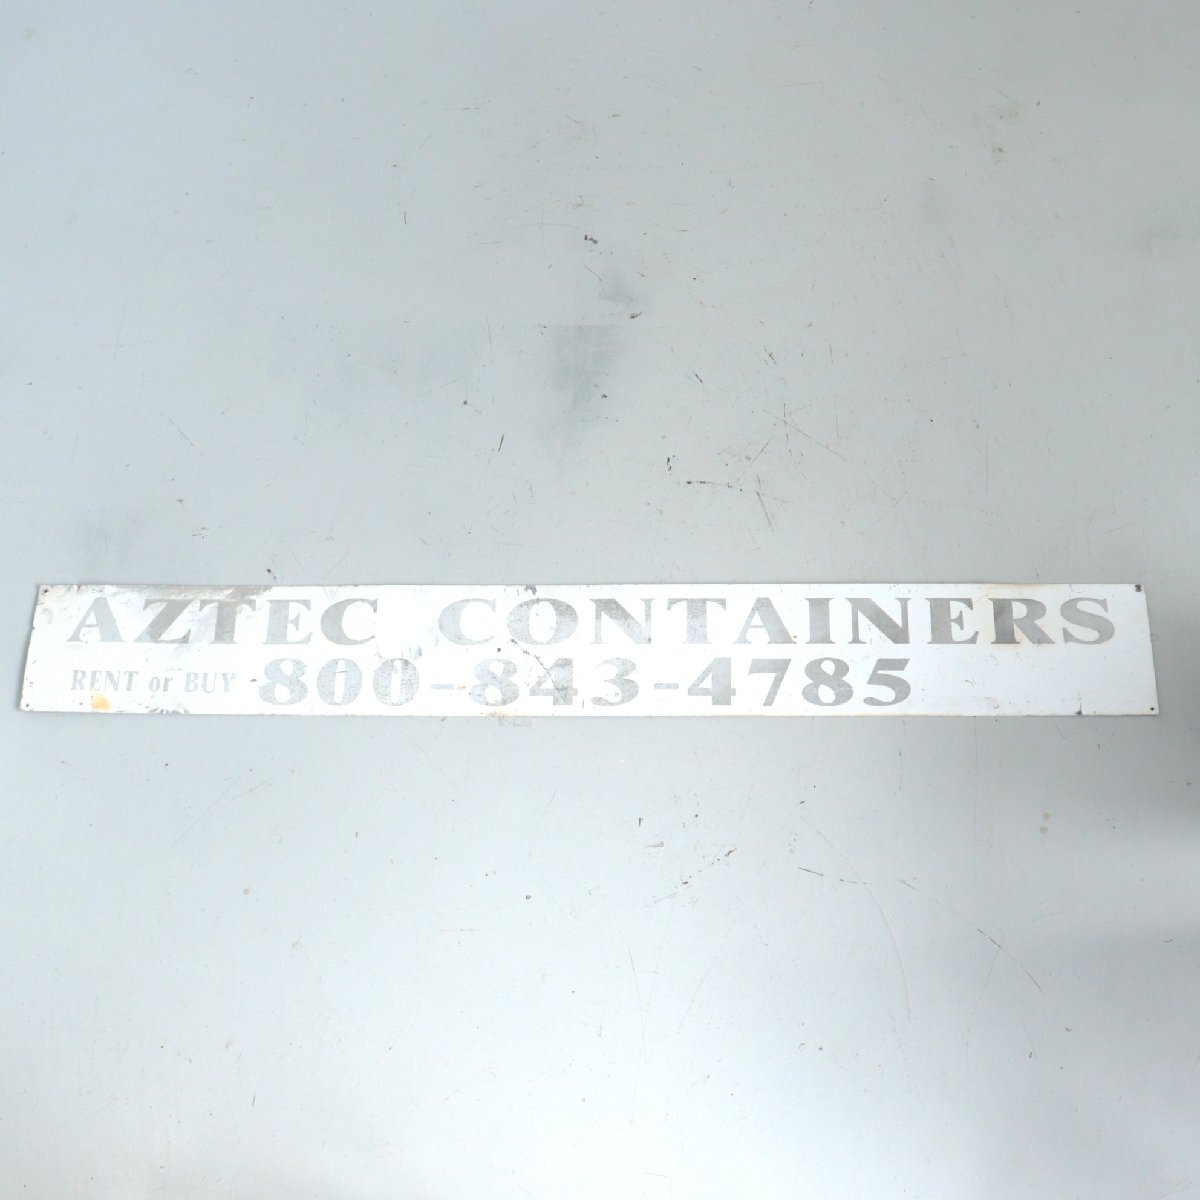 AZTEC CONTAINERS
RENT or BUY 800-843-4785